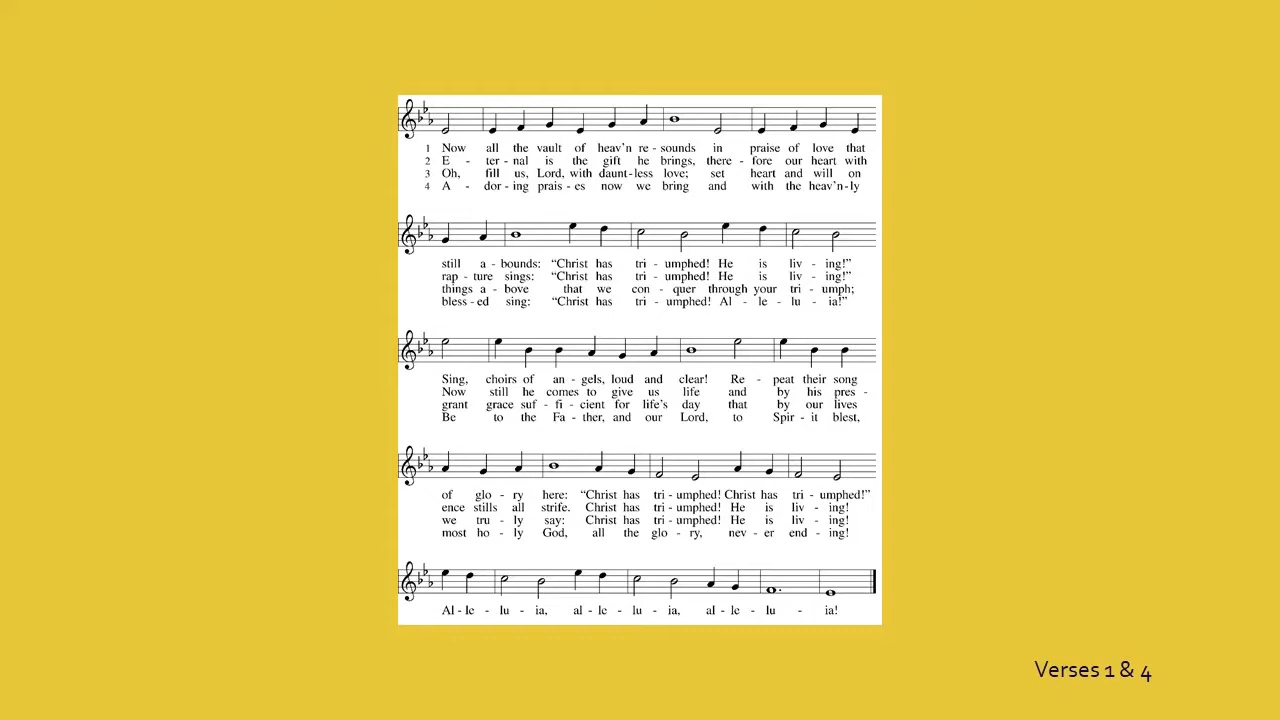 1 Now all the vault of heav'n re - sounds in praise of love that
2 E - ter - nal is the gift he brings, there - fore our heart with
3 Oh, fill us, Lord, with daunt - less love; set heart and will on
4 A - dor - ing prais - es now we bring and with the heav'n - ly
still a - bounds: “Christ has tri - umphed! He is liv - ing!”
rap - ture sings: “Christ has tri - umphed! He is liv - ing!”
things a - bove that we con - quer through your tri - umph;
bless - ed sing: “Christ has tri - umphed! Al - le - lu - ia!”
Sing, choirs of an - gels, loud and clear! Re - peat their song
Now still he comes to give us life and by his pres -
grant grace suf - fi - cient for life's day that by our lives
Be to the Fa - ther, and our Lord, to Spir - it blest,
of glo - ry here: “Christ has tri - umphed! Christ has tri - umphed!”
ence stills all strife. Christ has tri - umphed! He is liv - ing!
we tru - ly say: Christ has tri - umphed! He is liv - ing!
most ho - ly God, all the glo - ry, nev - er end - ing!
Al - le - lu - ia, al - le - lu - ia, al - le - lu - ia!
Verses 1 & 4